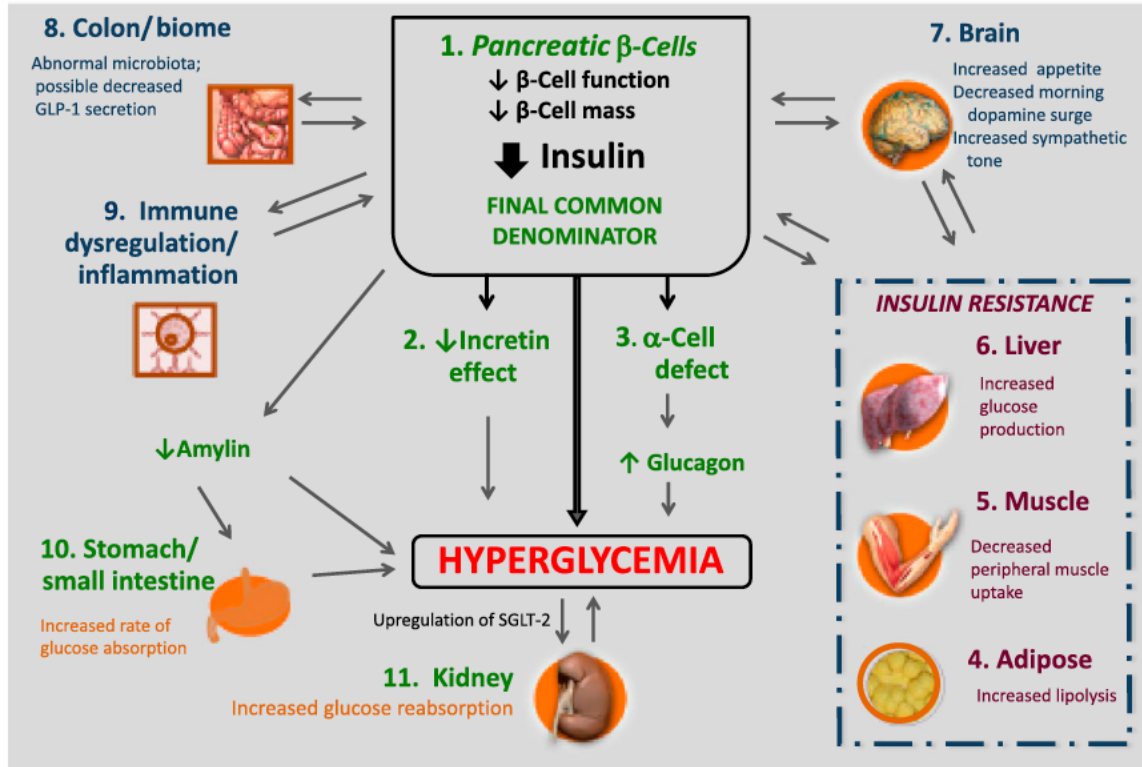 8. Colon/biome
Abnormal microbiota;
possible decreased
GLP-1 secretion
1. Pancreatic β-Cells
↓ β-Cell function
↓ β-Cell mass
↓ Insulin
FINAL COMMON
DENOMINATOR
7. Brain
Increased appetite
Decreased morning
dopamine surge
Increased sympathetic
tone
9. Immune
dysregulation/
inflammation
2. ↓Incretin
effect
3. α-Cell
defect
↓Amylin
↑ Glucagon
INSULIN RESISTANCE
6. Liver
Increased
glucose
production
5. Muscle
Decreased
peripheral muscle
uptake
4. Adipose
Increased lipolysis
10. Stomach/
small intestine
Increased rate of
glucose absorption
HYPERGLYCEMIA
Upregulation of SGLT-2
11. Kidney
Increased glucose reabsorption